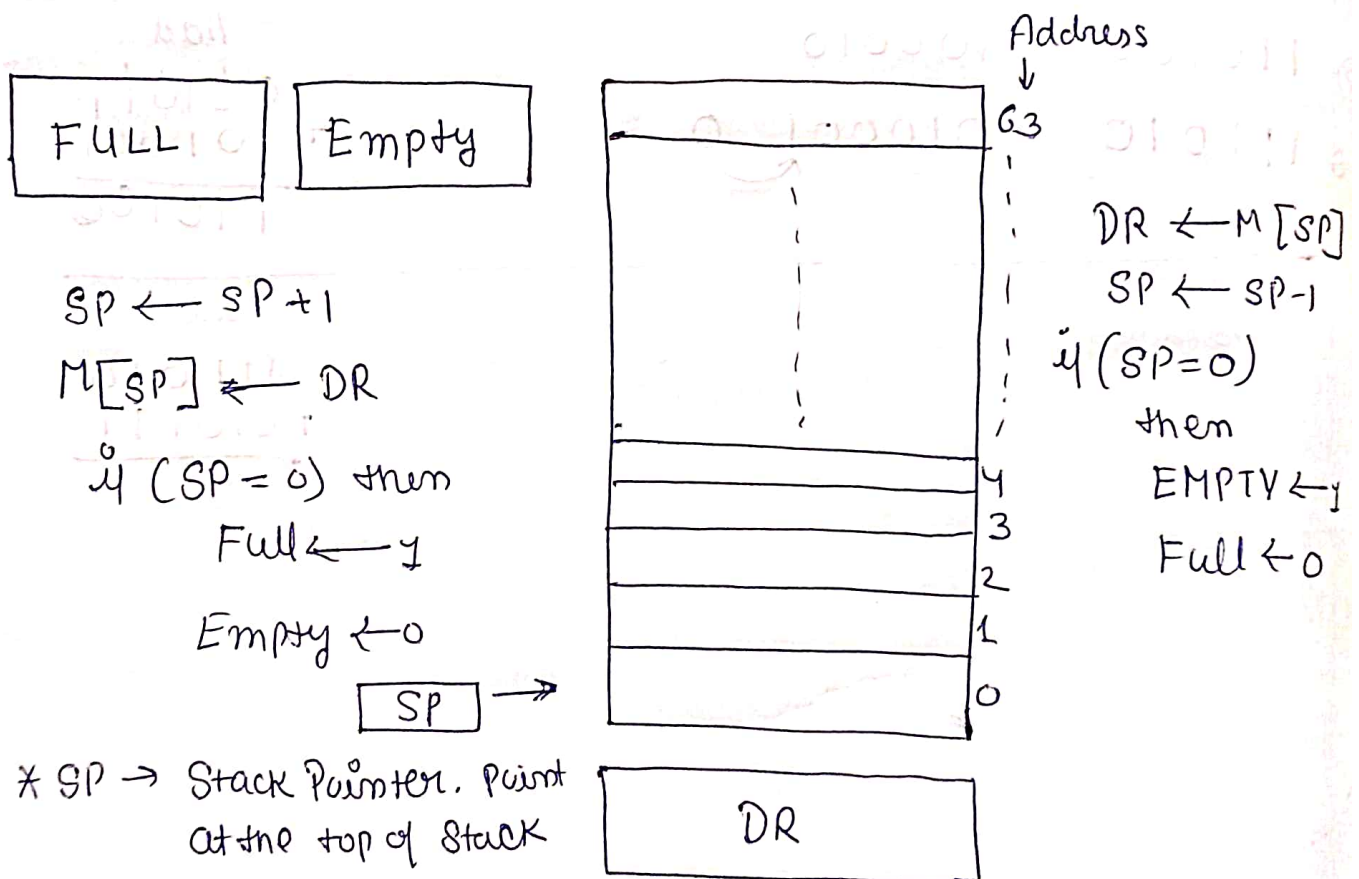 Address
↓
FULL
Empty
63
SP ← SP + 1
M[SP] ← DR
if (SP = 0) then
Full ← 1
Empty ← 0
SP →
4
3
2
1
0
DR ← M [SP]
SP ← SP-1
if (SP=0)
then
EMPTY ← 1
Full ← 0
* SP → Stack Pointer. Point
at the top of Stack
DR